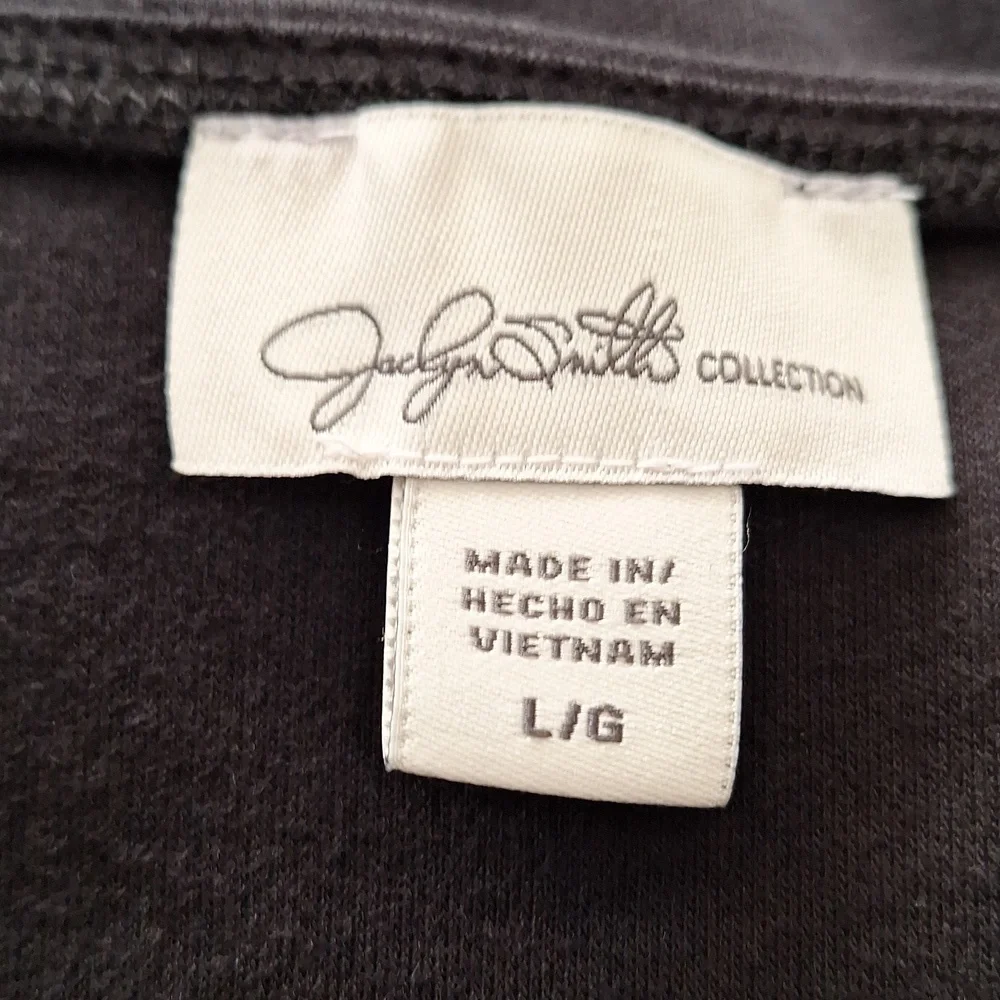 Jaclyn Smith COLLECTION
MADE IN/
HECHO EN
VIETNAM
L/G